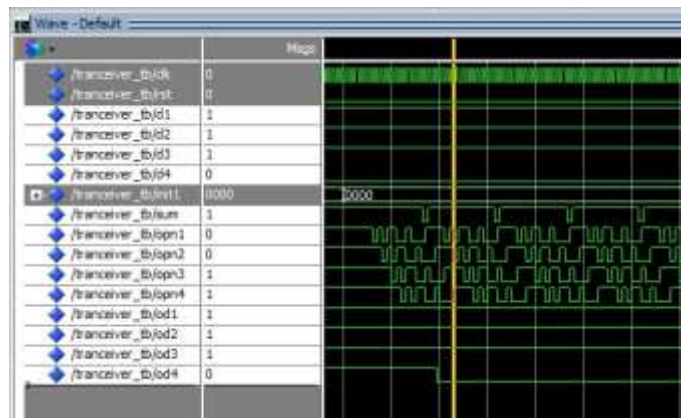 Wave - Default
Msgs
/tranceiver_tb/clk 0
/tranceiver_tb/rst 0
/tranceiver_tb/d1 1
/tranceiver_tb/d2 1
/tranceiver_tb/d3 1
/tranceiver_tb/d4 0
/tranceiver_tb/init1 0000 0000
/tranceiver_tb/sum 1
/tranceiver_tb/opn1 0
/tranceiver_tb/opn2 0
/tranceiver_tb/opn3 1
/tranceiver_tb/opn4 1
/tranceiver_tb/od1 1
/tranceiver_tb/od2 1
/tranceiver_tb/od3 1
/tranceiver_tb/od4 0